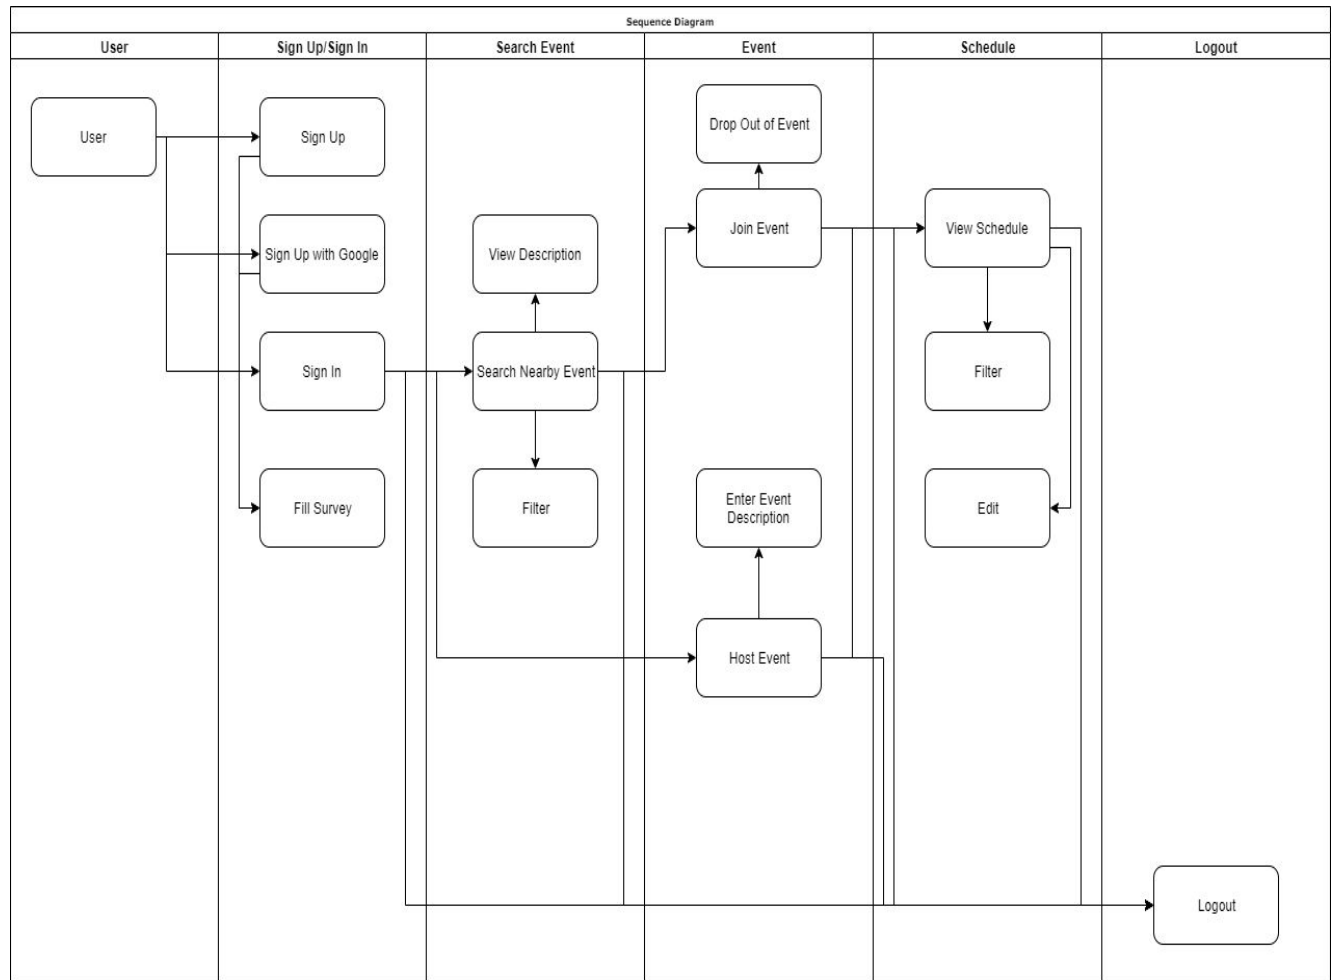 Sequence Diagram
User
Sign Up/Sign In
Search Event
Event
Schedule
Logout
User
Sign Up
Sign Up with Google
Sign In
Fill Survey
View Description
Search Nearby Event
Filter
Drop Out of Event
Join Event
Enter Event
Description
Host Event
View Schedule
Filter
Edit
Logout